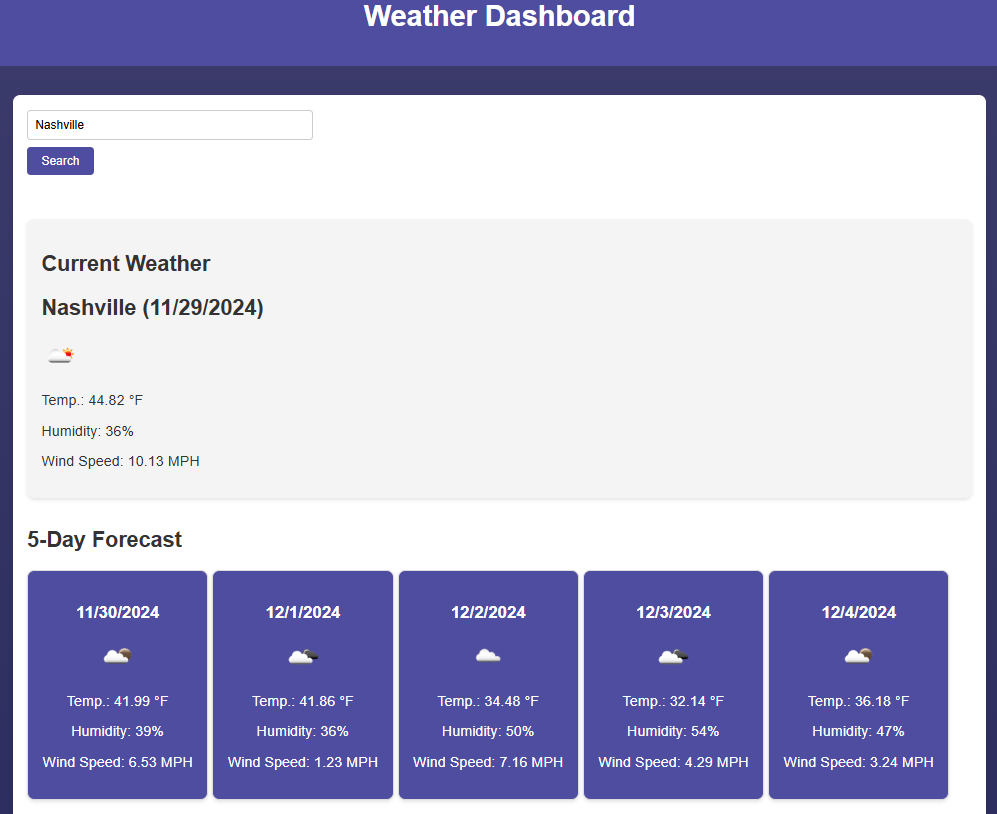 Weather Dashboard
Nashville
Search
Current Weather
Nashville (11/29/2024)
Temp.: 44.82 °F
Humidity: 36%
Wind Speed: 10.13 MPH
5-Day Forecast
11/30/2024
Temp.: 41.99 °F
Humidity: 39%
Wind Speed: 6.53 MPH
12/1/2024
Temp.: 41.86 °F
Humidity: 36%
Wind Speed: 1.23 MPH
12/2/2024
Temp.: 34.48 °F
Humidity: 50%
Wind Speed: 7.16 MPH
12/3/2024
Temp.: 32.14 °F
Humidity: 54%
Wind Speed: 4.29 MPH
12/4/2024
Temp.: 36.18 °F
Humidity: 47%
Wind Speed: 3.24 MPH